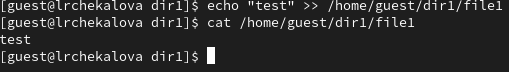 [guest@lrchekalova dir1]$ echo "test" >> /home/guest/dir1/file1
[guest@lrchekalova dir1]$ cat /home/guest/dir1/file1
test
[guest@lrchekalova dir1]$